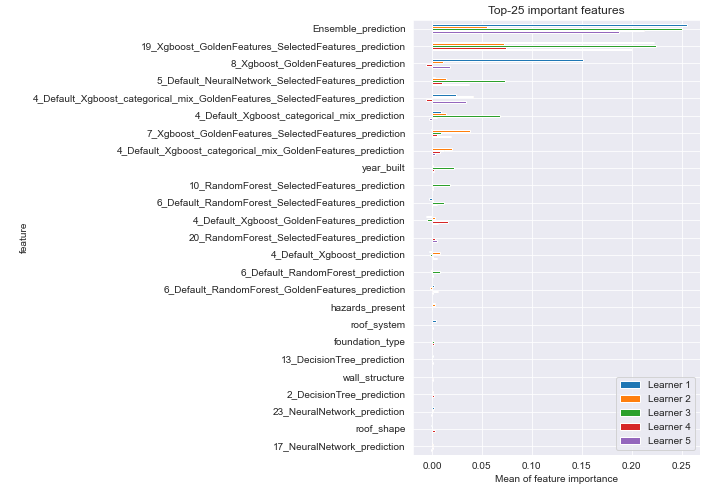 Top-25 important features
Ensemble_prediction
19_Xgboost_GoldenFeatures_SelectedFeatures_prediction
8_Xgboost_GoldenFeatures_prediction
5_Default_NeuralNetwork_SelectedFeatures_prediction
4_Default_Xgboost_categorical_mix_GoldenFeatures_SelectedFeatures_prediction
4_Default_Xgboost_categorical_mix_prediction
7_Xgboost_GoldenFeatures_SelectedFeatures_prediction
4_Default_Xgboost_categorical_mix_GoldenFeatures_prediction
year_built
10_RandomForest_SelectedFeatures_prediction
6_Default_RandomForest_SelectedFeatures_prediction
4_Default_Xgboost_GoldenFeatures_prediction
20_RandomForest_SelectedFeatures_prediction
4_Default_Xgboost_prediction
6_Default_RandomForest_prediction
6_Default_RandomForest_GoldenFeatures_prediction
hazards_present
roof_system
foundation_type
13_DecisionTree_prediction
wall_structure
2_DecisionTree_prediction
23_NeuralNetwork_prediction
roof_shape
17_NeuralNetwork_prediction
feature
Learner 1
Learner 2
Learner 3
Learner 4
Learner 5
0.00 0.05 0.10 0.15 0.20 0.25
Mean of feature importance